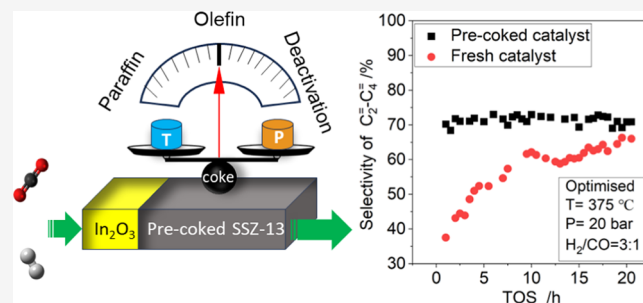 Olefin
Paraffin
Deactivation
T
P
coke
In₂O₃
Pre-coked SSZ-13
Selectivity of C₂⁼-C₄⁼ /%
100
90
80
70
60
50
40
30
Pre-coked catalyst
Fresh catalyst
Optimised
T= 375 ℃
P= 20 bar
H₂/CO=3:1
0
5
10
15
20
TOS /h